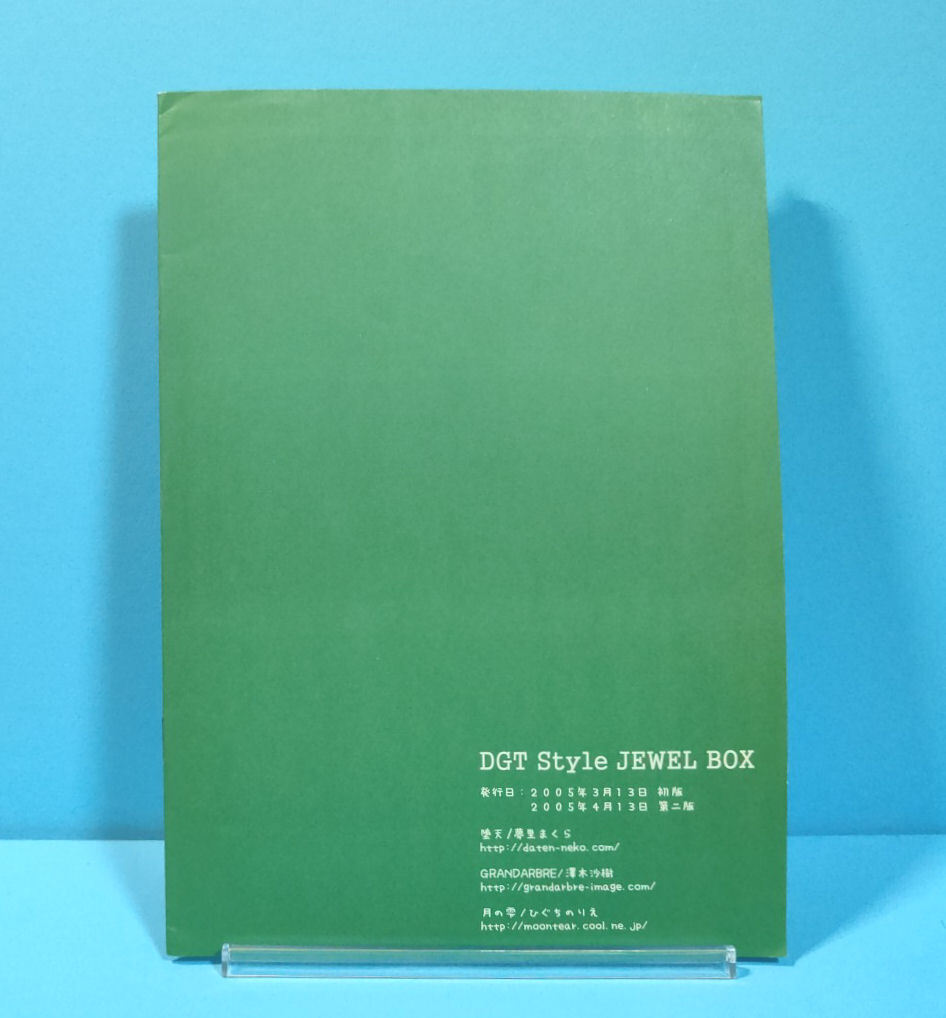 DGT Style JEWEL BOX
発行日：２００５年３月１３日 初版
２００５年４月１３日 第二版
堕天/夢里まくら
http://daten-neko.com/
GRANDARBRE/澤木沙樹
http://grandarbre-image.com/
月の雫/ひぐちのりえ
http://moontear.cool.ne.jp/